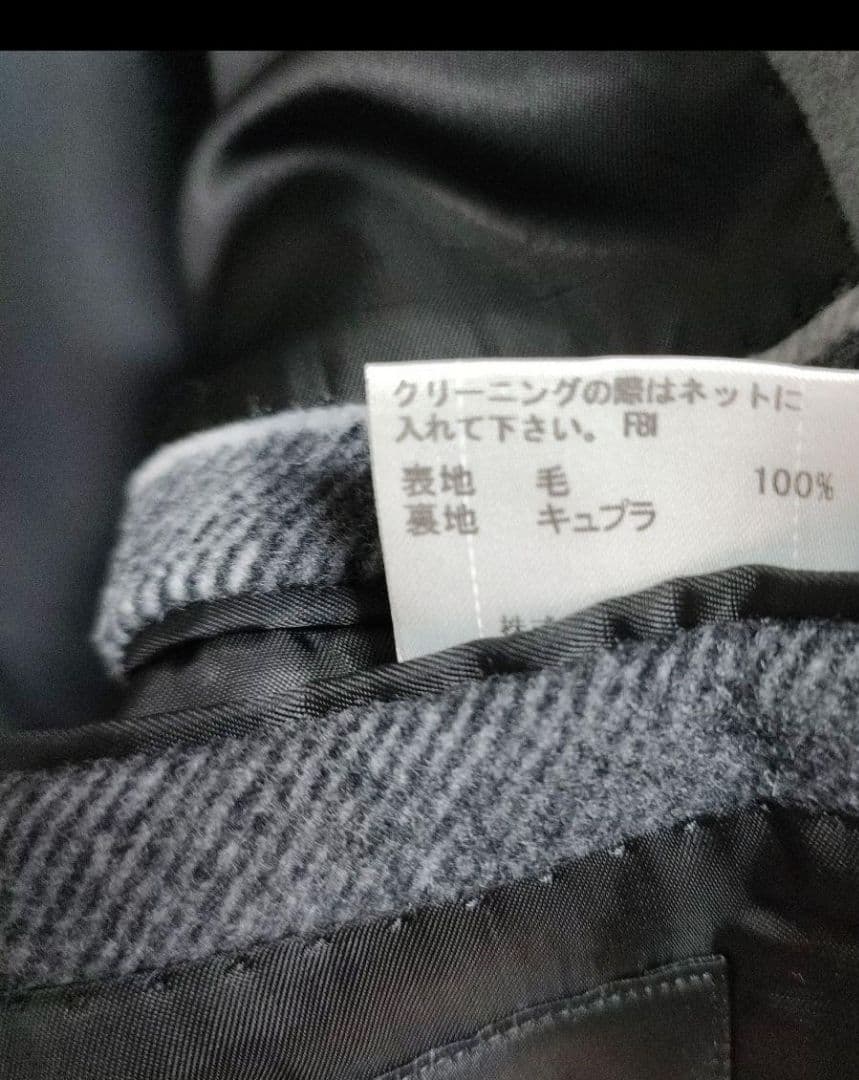 クリーニングの際はネットに
入れて下さい。 FBI
表地 毛 100%
裏地 キュプラ